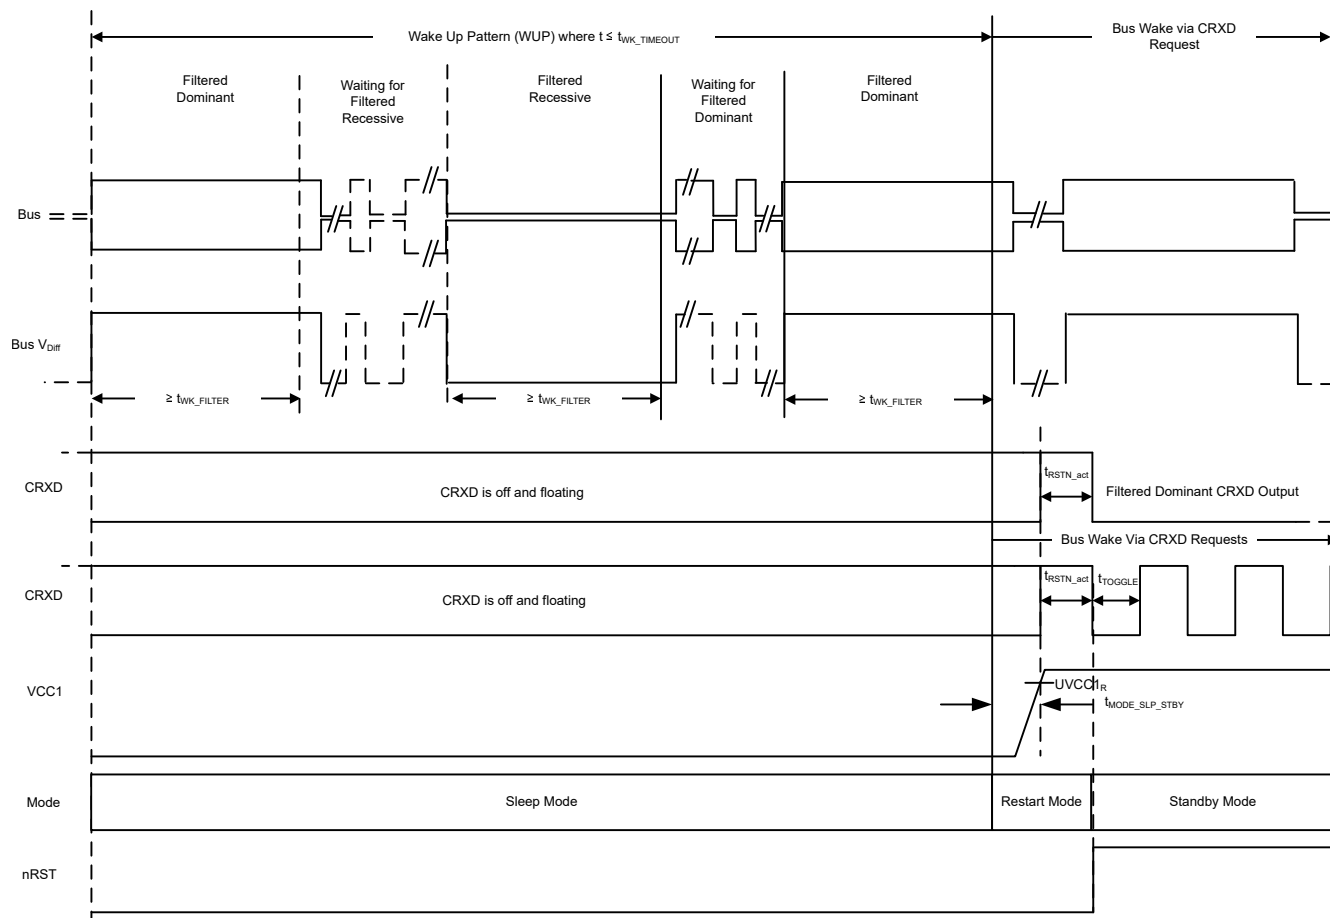 Wake Up Pattern (WUP) where t ≤ tWK_TIMEOUT
Bus Wake via CRXD
Request
Filtered
Dominant
Waiting for
Filtered
Recessive
Filtered
Recessive
Waiting for
Filtered
Dominant
Filtered
Dominant
Bus
Bus VDiff
≥ tWK_FILTER
≥ tWK_FILTER
≥ tWK_FILTER
CRXD
CRXD is off and floating
tRSTN_act
Filtered Dominant CRXD Output
Bus Wake Via CRXD Requests
CRXD
CRXD is off and floating
tRSTN_act
tTOGGLE
VCC1
UVCC1R
tMODE_SLP_STBY
Mode
Sleep Mode
Restart Mode
Standby Mode
nRST